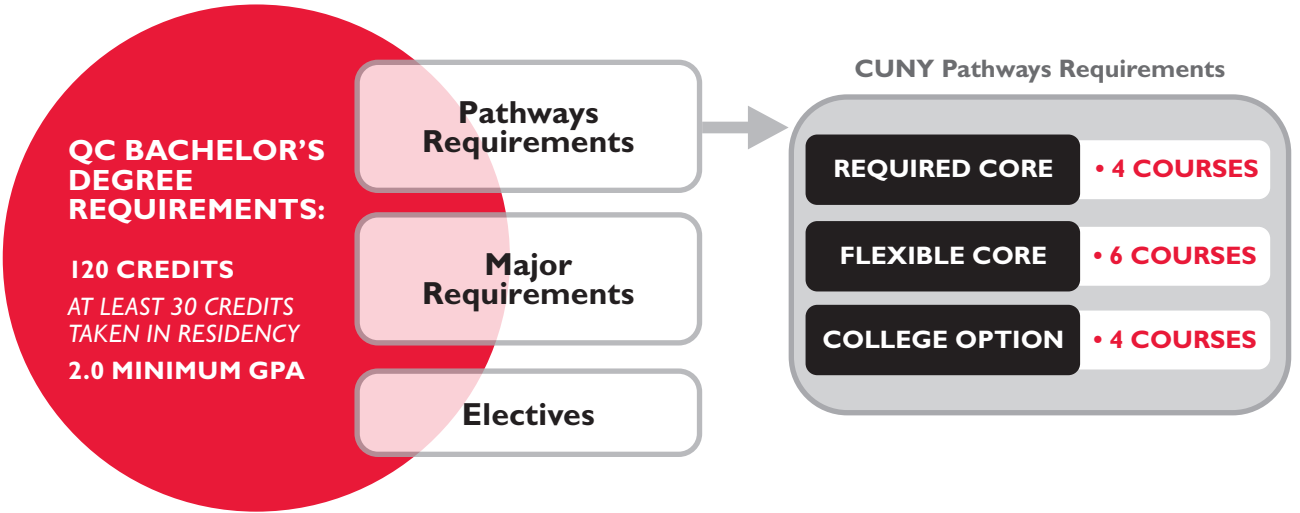 QC BACHELOR'S
DEGREE
REQUIREMENTS:
120 CREDITS
AT LEAST 30 CREDITS
TAKEN IN RESIDENCY
2.0 MINIMUM GPA
Pathways
Requirements
Major
Requirements
Electives
CUNY Pathways Requirements
REQUIRED CORE • 4 COURSES
FLEXIBLE CORE • 6 COURSES
COLLEGE OPTION • 4 COURSES